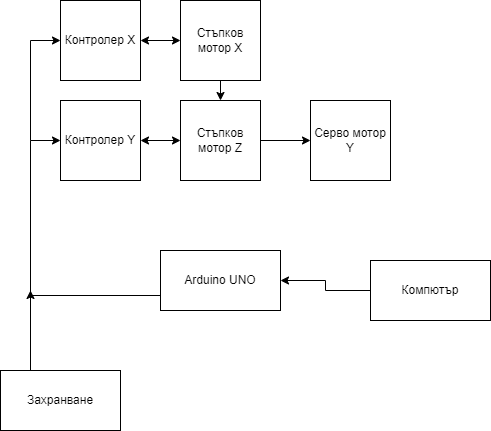 Контролер X
Стъпков
мотор X
Контролер Y
Стъпков
мотор Z
Серво мотор
Y
Arduino UNO
Компютър
Захранване